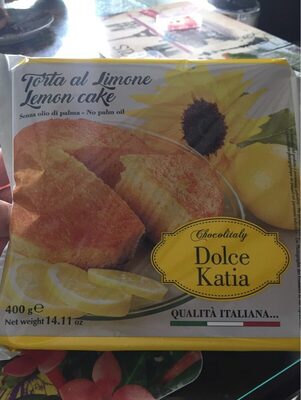 Torta al Limone
Lemon cake
Senza olio di palma - No palm oil
Chocolitaly
Dolce
Katia
400 g e
Net weight 14.11 oz
QUALITÀ ITALIANA...